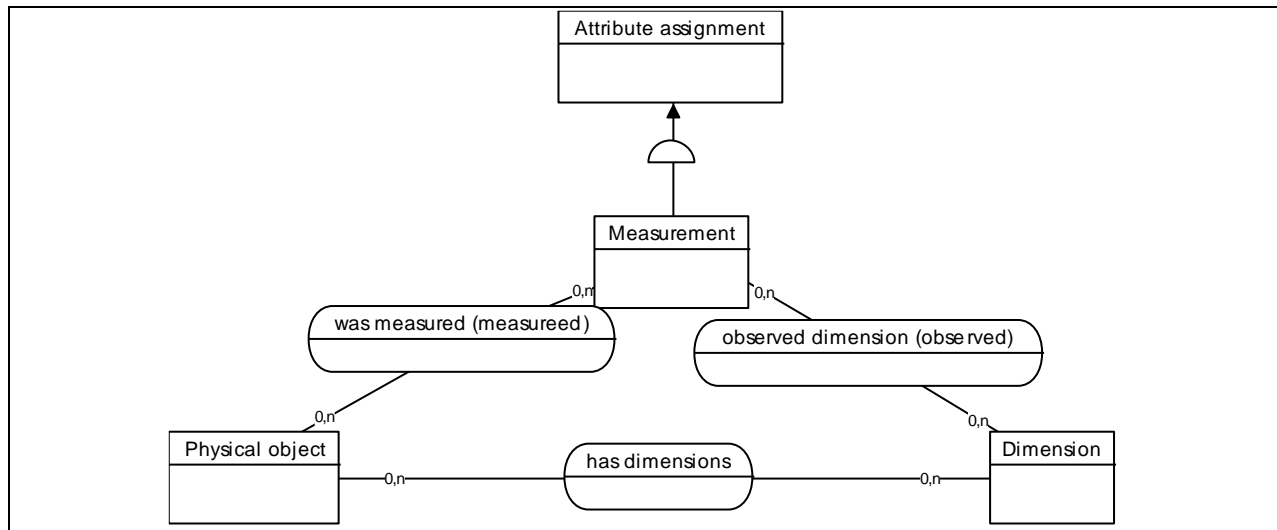 Attribute assignment
Measurement
0,n
0,n
was measured (measureed)
observed dimension (observed)
0,n
0,n
Physical object
has dimensions
Dimension
0,n
0,n